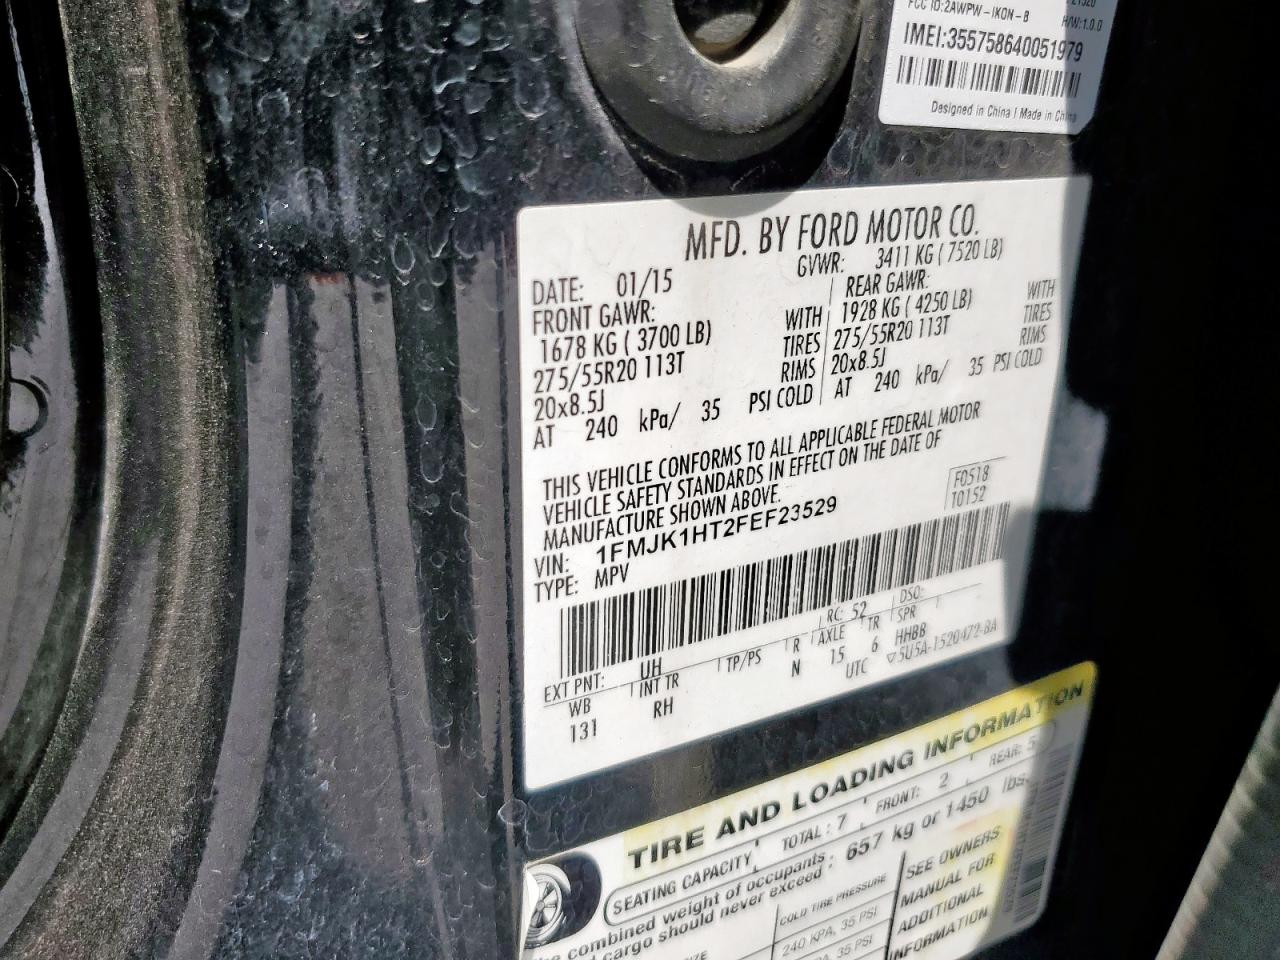 FCC ID:2AWPW-IKON-B
H/W:1.0.0
IMEI:355758640051979
Designed in China | Made in China
MFD. BY FORD MOTOR CO.
DATE: 01/15 GVWR: 3411 KG ( 7520 LB)
FRONT GAWR: REAR GAWR:
1678 KG ( 3700 LB) WITH 1928 KG ( 4250 LB) WITH
275/55R20 113T TIRES 275/55R20 113T TIRES
20x8.5J RIMS 20x8.5J RIMS
AT 240 kPa/ 35 PSI COLD AT 240 kPa/ 35 PSI COLD
THIS VEHICLE CONFORMS TO ALL APPLICABLE FEDERAL MOTOR
VEHICLE SAFETY STANDARDS IN EFFECT ON THE DATE OF
MANUFACTURE SHOWN ABOVE.
F0518
T0152
VIN: 1FMJK1HT2FEF23529
TYPE: MPV
RC: 52 DSO:
EXT PNT: UH
WB INT TR TP/PS R AXLE TR SPR
131 RH N 15 6 HHBB
UTC ▽5U5A-1520472-BA
TIRE AND LOADING INFORMATION
SEATING CAPACITY TOTAL: 7 FRONT: 2 REAR: 5
The combined weight of occupants : 657 kg or 1450 lbs.
and cargo should never exceed
COLD TIRE PRESSURE
240 KPA, 35 PSI
KPA, 35 PSI
SEE OWNERS
MANUAL FOR
ADDITIONAL
INFORMATION